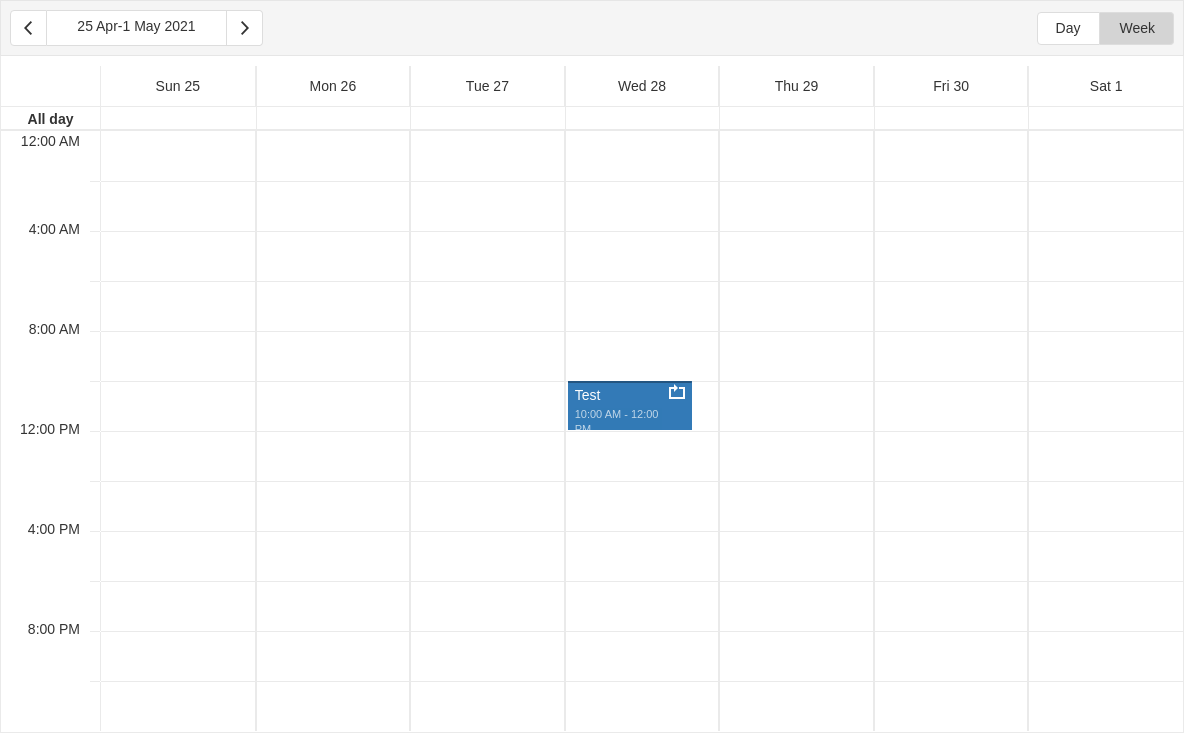 25 Apr-1 May 2021
Day
Week
Sun 25
Mon 26
Tue 27
Wed 28
Thu 29
Fri 30
Sat 1
All day
12:00 AM
4:00 AM
8:00 AM
Test
10:00 AM - 12:00
PM
12:00 PM
4:00 PM
8:00 PM